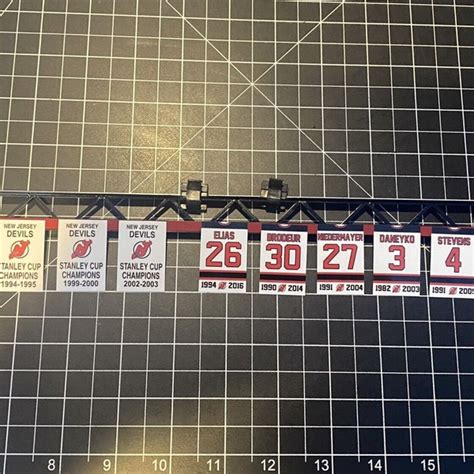 NEW JERSEY
DEVILS
STANLEY CUP
CHAMPIONS
1994-1995
NEW JERSEY
DEVILS
STANLEY CUP
CHAMPIONS
1999-2000
NEW JERSEY
DEVILS
STANLEY CUP
CHAMPIONS
2002-2003
ELIAS
26
1994 2016
BRODEUR
30
1990 2014
NIEDERMAYER
27
1991 2004
DANEYKO
3
1982 2003
STEVENS
4
1991 2005
8 9 10 11 12 13 14 15